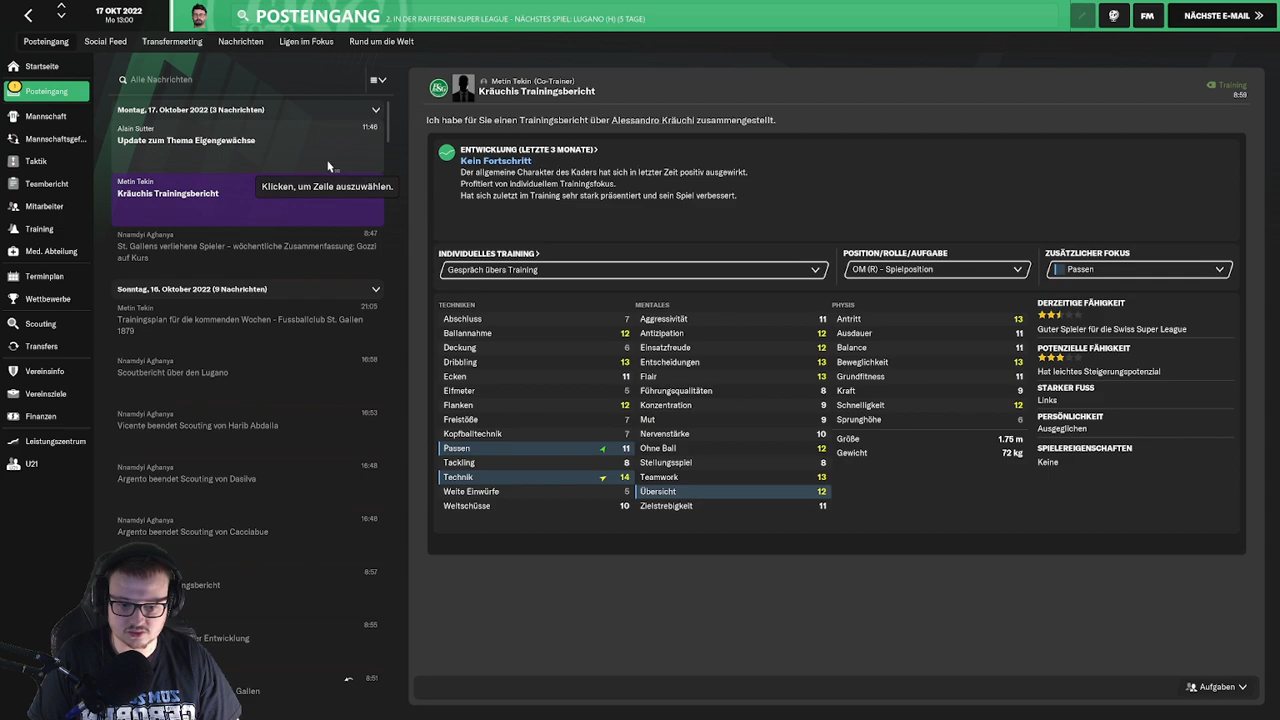 17 OKT 2022
Mo 13:00
POSTEINGANG
2. IN DER RAIFFEISEN SUPER LEAGUE - NÄCHSTES SPIEL: LUGANO (H) (5 TAGE)
FM
NÄCHSTE E-MAIL
Posteingang
Social Feed
Transfermeeting
Nachrichten
Ligen im Fokus
Rund um die Welt
Startseite
Posteingang
Mannschaft
Mannschaftsgef...
Taktik
Teambericht
Mitarbeiter
Training
Med. Abteilung
Terminplan
Wettbewerbe
Scouting
Transfers
Vereinsinfo
Vereinsziele
Finanzen
Leistungszentrum
U21
Alle Nachrichten
Montag, 17. Oktober 2022 (3 Nachrichten)
Alain Sutter
11:46
Update zum Thema Eigengewächse
Metin Tekin
Kräuchis Trainingsbericht
Klicken, um Zeile auszuwählen.
Nnamdyi Aghanya
8:47
St. Gallens verliehene Spieler – wöchentliche Zusammenfassung: Gozzi
auf Kurs
Sonntag, 16. Oktober 2022 (9 Nachrichten)
Metin Tekin
21:05
Trainingsplan für die kommenden Wochen - Fussballclub St. Gallen
1879
Nnamdyi Aghanya
16:58
Scoutbericht über den Lugano
Nnamdyi Aghanya
16:53
Vicente beendet Scouting von Harib Abdalla
Nnamdyi Aghanya
16:48
Argento beendet Scouting von Dasilva
Nnamdyi Aghanya
16:48
Argento beendet Scouting von Cacciabue
8:57
ngsbericht
8:55
er Entwicklung
8:51
Gallen
Metin Tekin (Co-Trainer)
Kräuchis Trainingsbericht
Training
8:59
Ich habe für Sie einen Trainingsbericht über Alessandro Kräuchi zusammengestellt.
ENTWICKLUNG (LETZTE 3 MONATE)
Kein Fortschritt
Der allgemeine Charakter des Kaders hat sich in letzter Zeit positiv ausgewirkt.
Profitiert von individuellem Trainingsfokus.
Hat sich zuletzt im Training sehr stark präsentiert und sein Spiel verbessert.
INDIVIDUELLES TRAINING
Gespräch übers Training
POSITION/ROLLE/AUFGABE
OM (R) - Spielposition
ZUSÄTZLICHER FOKUS
Passen
TECHNIKEN
Abschluss 7
Ballannahme 12
Deckung 6
Dribbling 13
Ecken 11
Elfmeter 5
Flanken 12
Freistöße 7
Kopfballtechnik 7
Passen 11
Tackling 8
Technik 14
Weite Einwürfe 5
Weitschüsse 10
MENTALES
Aggressivität 11
Antizipation 12
Einsatzfreude 12
Entscheidungen 13
Flair 13
Führungsqualitäten 8
Konzentration 9
Mut 9
Nervenstärke 10
Ohne Ball 12
Stellungsspiel 8
Teamwork 13
Übersicht 12
Zielstrebigkeit 11
PHYSIS
Antritt 13
Ausdauer 11
Balance 11
Beweglichkeit 13
Grundfitness 11
Kraft 9
Schnelligkeit 12
Sprunghöhe 6
Größe 1.75 m
Gewicht 72 kg
DERZEITIGE FÄHIGKEIT
Guter Spieler für die Swiss Super League
POTENZIELLE FÄHIGKEIT
Hat leichtes Steigerungspotenzial
STARKER FUSS
Links
PERSÖNLICHKEIT
Ausgeglichen
SPIELEREIGENSCHAFTEN
Keine
Aufgaben